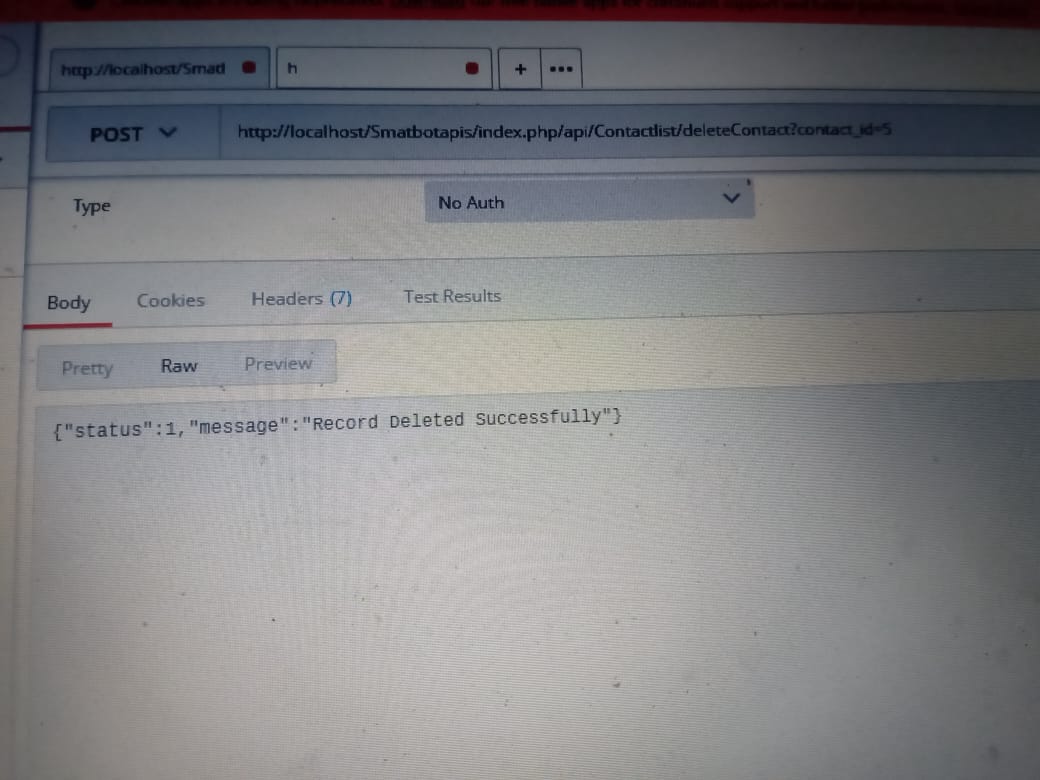 http://localhost/Smad
h
+
•••
POST
http://localhost/Smatbotapis/index.php/api/Contactlist/deleteContact?contact_id=5
Type
No Auth
Body Cookies Headers (7) Test Results
Pretty Raw Preview
{"status":1,"message":"Record Deleted Successfully"}